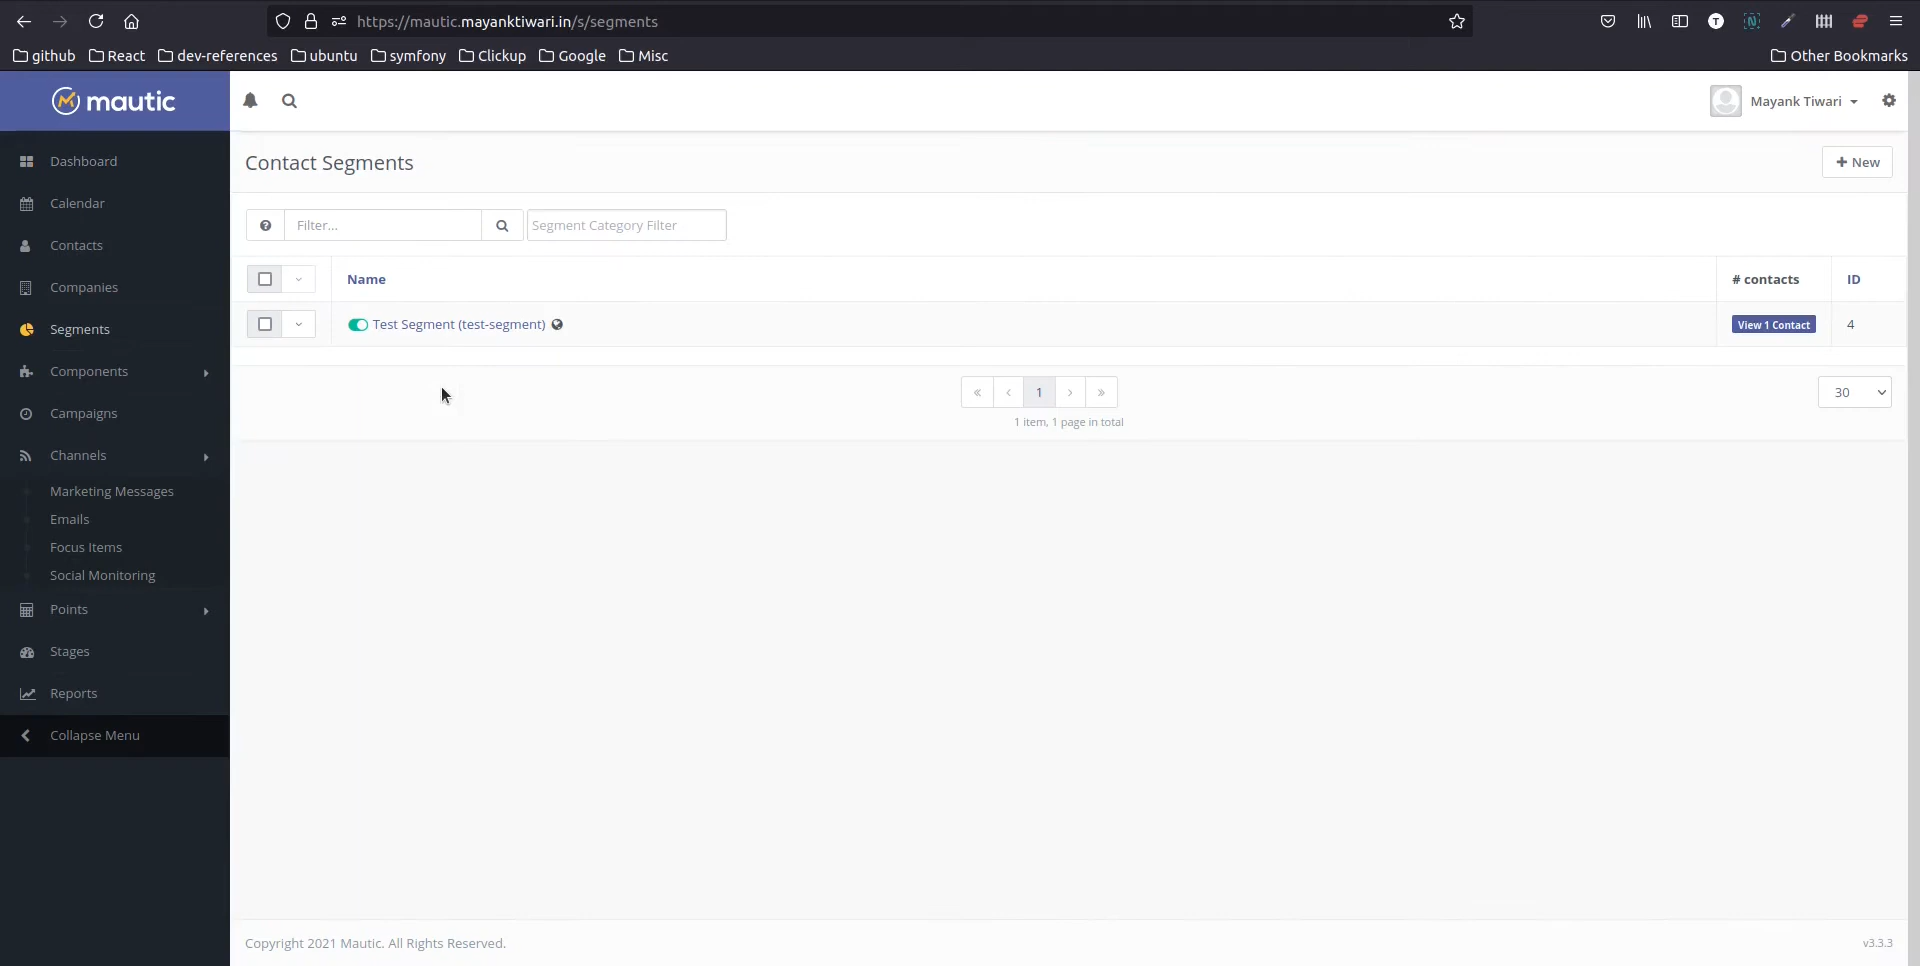 https://mautic.mayanktiwari.in/s/segments
github React dev-references ubuntu symfony Clickup Google Misc Other Bookmarks
mautic
Mayank Tiwari
Dashboard
Calendar
Contacts
Companies
Segments
Components
Campaigns
Channels
Marketing Messages
Emails
Focus Items
Social Monitoring
Points
Stages
Reports
Collapse Menu
Contact Segments
+ New
Filter...
Segment Category Filter
Name # contacts ID
Test Segment (test-segment) View 1 Contact 4
« ‹ 1 › »
30
1 item, 1 page in total
Copyright 2021 Mautic. All Rights Reserved.
v3.3.3